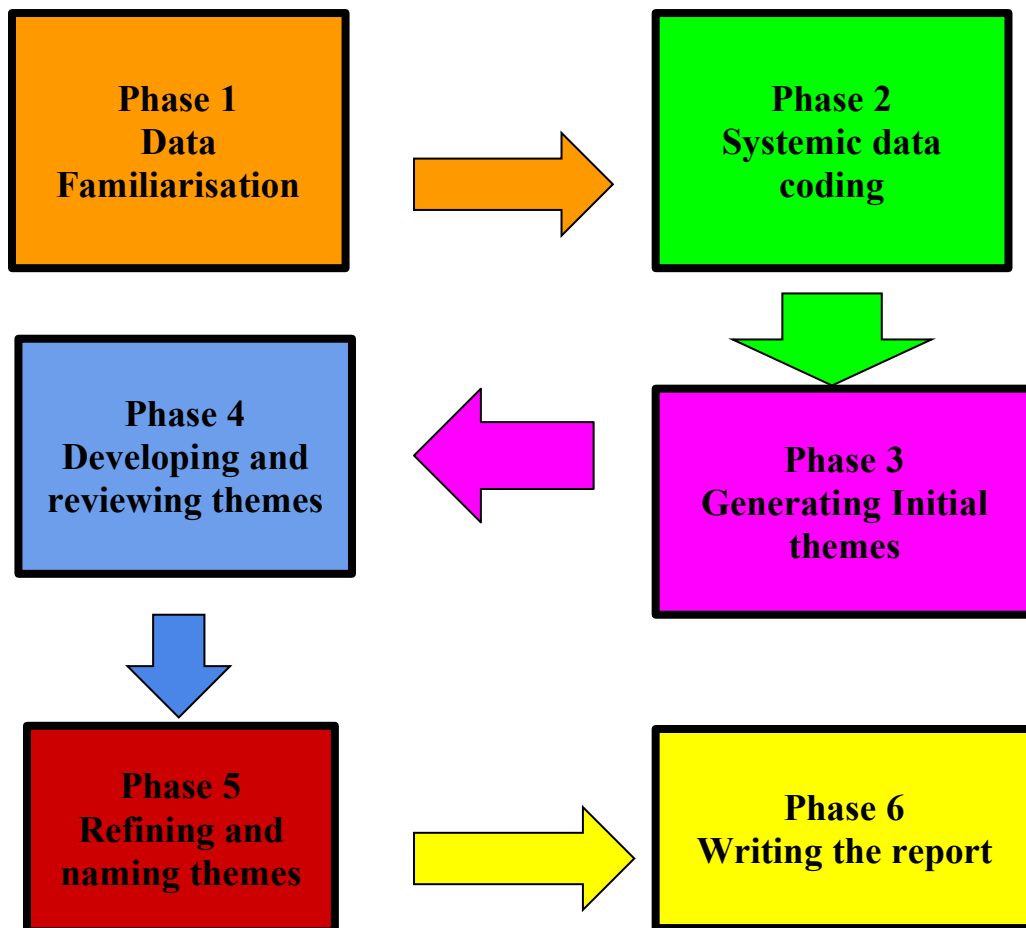 Phase 1
Data
Familiarisation
Phase 2
Systemic data
coding
Phase 3
Generating Initial
themes
Phase 4
Developing and
reviewing themes
Phase 5
Refining and
naming themes
Phase 6
Writing the report